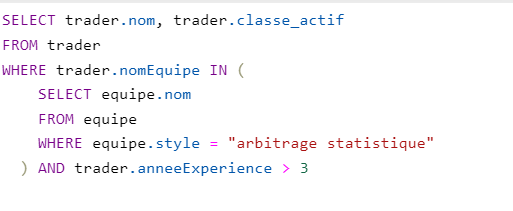 SELECT trader.nom, trader.classe_actif
FROM trader
WHERE trader.nomEquipe IN (
    SELECT equipe.nom
    FROM equipe
    WHERE equipe.style = "arbitrage statistique"
  ) AND trader.anneeExperience > 3